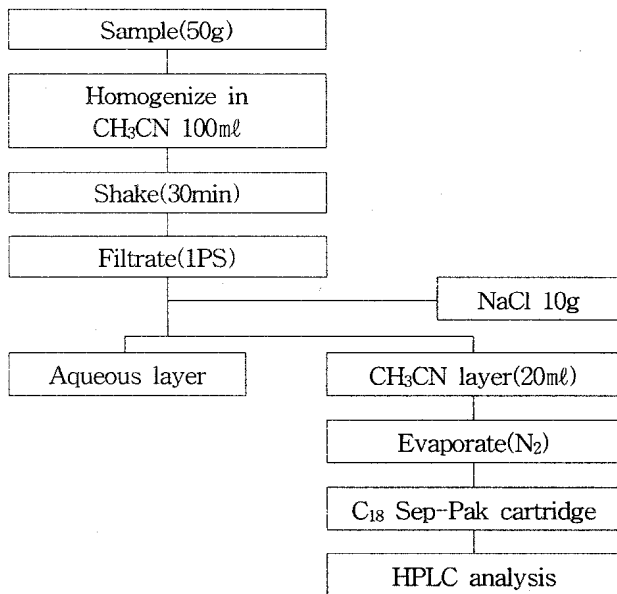 Sample(50g)
Homogenize in
CH₃CN 100㎖
Shake(30min)
Filtrate(1PS)
NaCl 10g
Aqueous layer
CH₃CN layer(20㎖)
Evaporate(N₂)
C₁₈ Sep-Pak cartridge
HPLC analysis